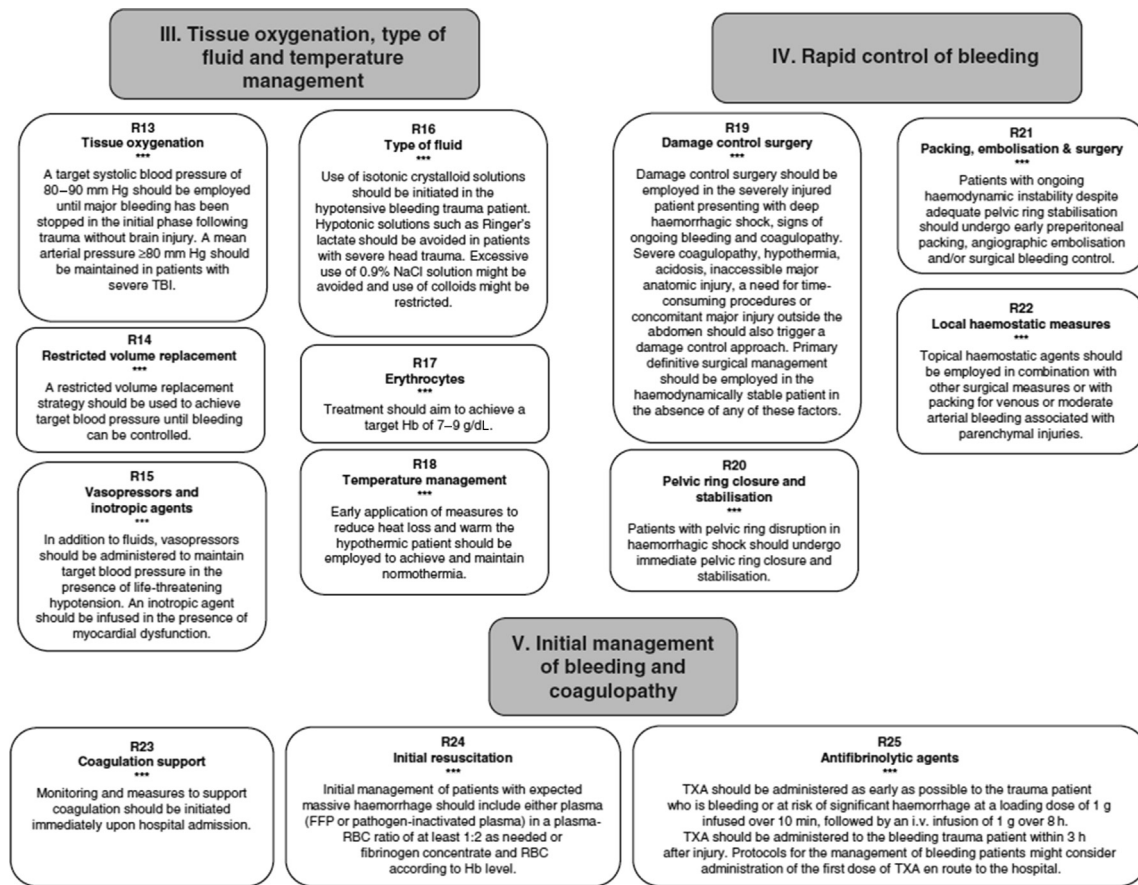 III. Tissue oxygenation, type of
fluid and temperature
management
R13
Tissue oxygenation
***
A target systolic blood pressure of
80–90 mm Hg should be employed
until major bleeding has been
stopped in the initial phase following
trauma without brain injury. A mean
arterial pressure ≥80 mm Hg should
be maintained in patients with
severe TBI.
R14
Restricted volume replacement
***
A restricted volume replacement
strategy should be used to achieve
target blood pressure until bleeding
can be controlled.
R15
Vasopressors and
inotropic agents
***
In addition to fluids, vasopressors
should be administered to maintain
target blood pressure in the
presence of life-threatening
hypotension. An inotropic agent
should be infused in the presence of
myocardial dysfunction.
R16
Type of fluid
***
Use of isotonic crystalloid solutions
should be initiated in the
hypotensive bleeding trauma patient.
Hypotonic solutions such as Ringer's
lactate should be avoided in patients
with severe head trauma. Excessive
use of 0.9% NaCl solution might be
avoided and use of colloids might be
restricted.
R17
Erythrocytes
***
Treatment should aim to achieve a
target Hb of 7–9 g/dL.
R18
Temperature management
***
Early application of measures to
reduce heat loss and warm the
hypothermic patient should be
employed to achieve and maintain
normothermia.
IV. Rapid control of bleeding
R19
Damage control surgery
***
Damage control surgery should be
employed in the severely injured
patient presenting with deep
haemorrhagic shock, signs of
ongoing bleeding and coagulopathy.
Severe coagulopathy, hypothermia,
acidosis, inaccessible major
anatomic injury, a need for time-
consuming procedures or
concomitant major injury outside the
abdomen should also trigger a
damage control approach. Primary
definitive surgical management
should be employed in the
haemodynamically stable patient in
the absence of any of these factors.
R20
Pelvic ring closure and
stabilisation
***
Patients with pelvic ring disruption in
haemorrhagic shock should undergo
immediate pelvic ring closure and
stabilisation.
R21
Packing, embolisation & surgery
***
Patients with ongoing
haemodynamic instability despite
adequate pelvic ring stabilisation
should undergo early preperitoneal
packing, angiographic embolisation
and/or surgical bleeding control.
R22
Local haemostatic measures
***
Topical haemostatic agents should
be employed in combination with
other surgical measures or with
packing for venous or moderate
arterial bleeding associated with
parenchymal injuries.
V. Initial management
of bleeding and
coagulopathy
R23
Coagulation support
***
Monitoring and measures to support
coagulation should be initiated
immediately upon hospital admission.
R24
Initial resuscitation
***
Initial management of patients with expected
massive haemorrhage should include either plasma
(FFP or pathogen-inactivated plasma) in a plasma-
RBC ratio of at least 1:2 as needed or
fibrinogen concentrate and RBC
according to Hb level.
R25
Antifibrinolytic agents
***
TXA should be administered as early as possible to the trauma patient
who is bleeding or at risk of significant haemorrhage at a loading dose of 1 g
infused over 10 min, followed by an i.v. infusion of 1 g over 8 h.
TXA should be administered to the bleeding trauma patient within 3 h
after injury. Protocols for the management of bleeding patients might consider
administration of the first dose of TXA en route to the hospital.